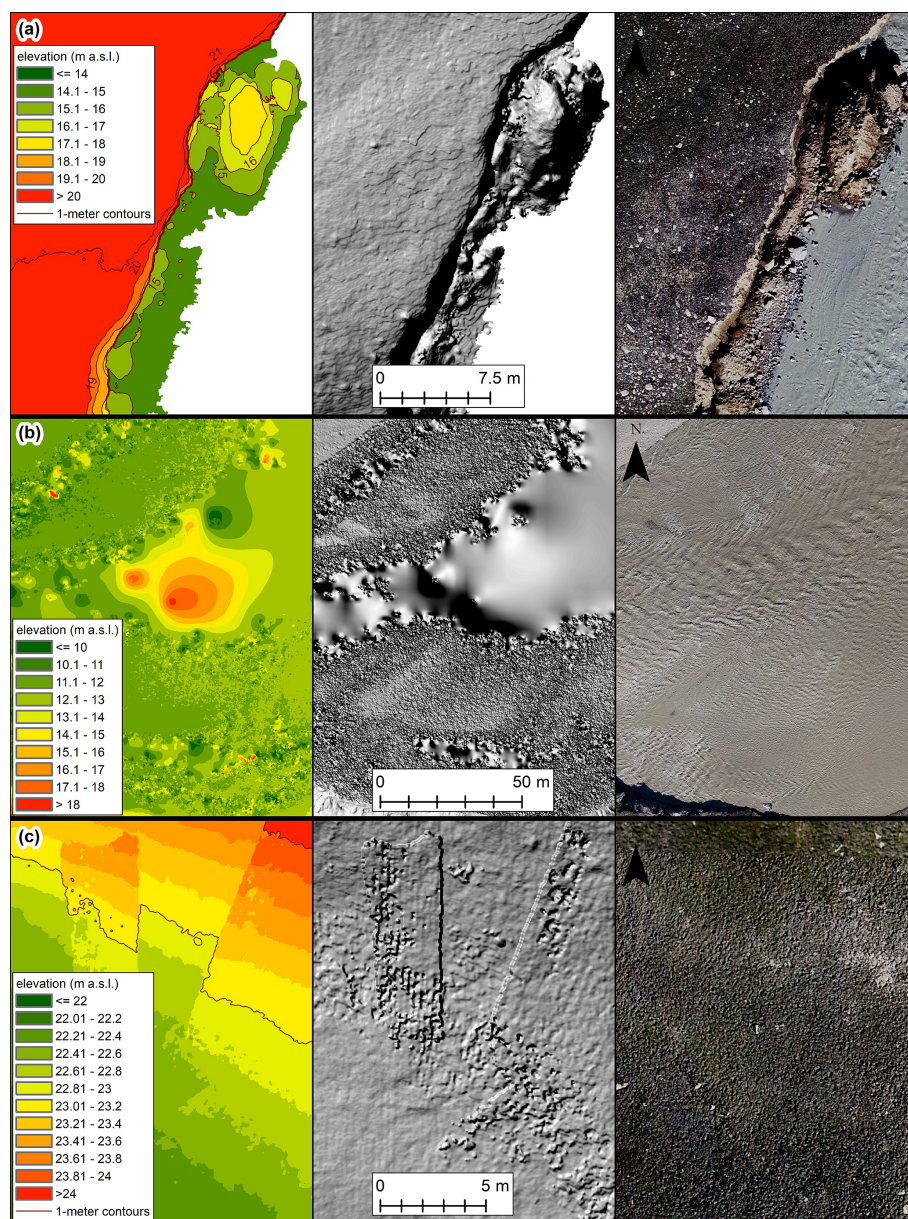 (a)
elevation (m a.s.l.)
<= 14
14.1 - 15
15.1 - 16
16.1 - 17
17.1 - 18
18.1 - 19
19.1 - 20
> 20
1-meter contours
21
16
15
20
15
19
0 7.5 m
(b)
elevation (m a.s.l.)
<= 10
10.1 - 11
11.1 - 12
12.1 - 13
13.1 - 14
14.1 - 15
15.1 - 16
16.1 - 17
17.1 - 18
> 18
0 50 m
N
(c)
elevation (m a.s.l.)
<= 22
22.01 - 22.2
22.21 - 22.4
22.41 - 22.6
22.61 - 22.8
22.81 - 23
23.01 - 23.2
23.21 - 23.4
23.41 - 23.6
23.61 - 23.8
23.81 - 24
>24
1-meter contours
0 5 m